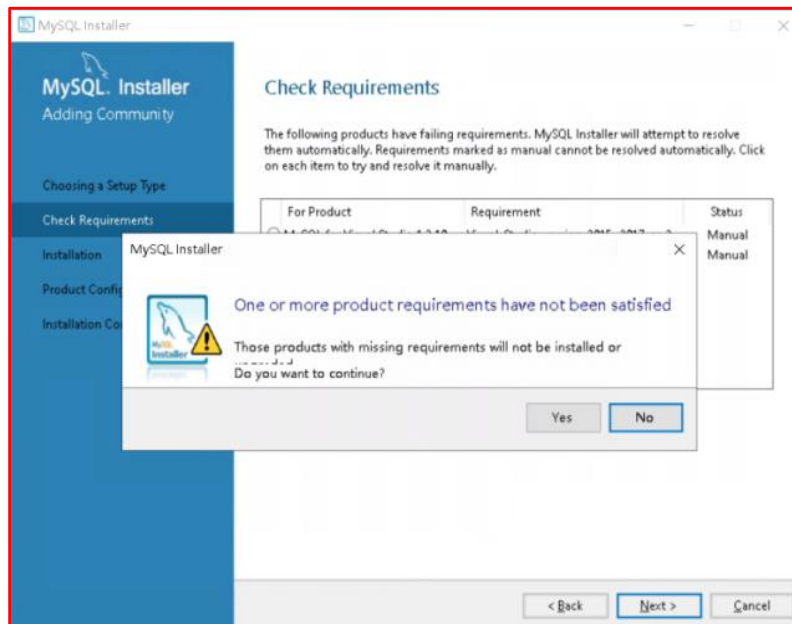 MySQL Installer
MySQL. Installer
Adding Community
Choosing a Setup Type
Check Requirements
Installation
Product Config
Installation Co
Check Requirements
The following products have failing requirements. MySQL Installer will attempt to resolve
them automatically. Requirements marked as manual cannot be resolved automatically. Click
on each item to try and resolve it manually.
For Product Requirement Status
Manual
Manual
MySQL Installer
MySQL
Installer
One or more product requirements have not been satisfied
Those products with missing requirements will not be installed or
Do you want to continue?
Yes No
< Back Next > Cancel